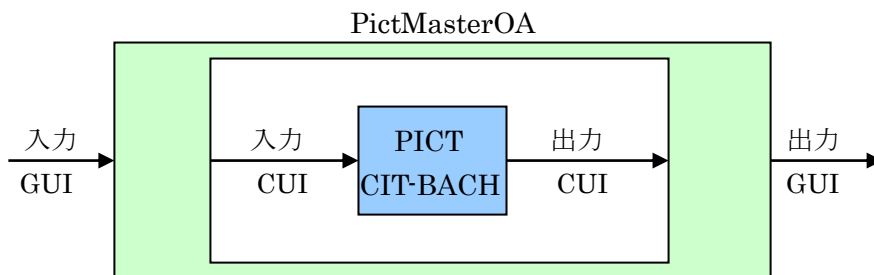 PictMasterOA
入力 入力 PICT 出力 出力
GUI CUI CIT-BACH CUI GUI